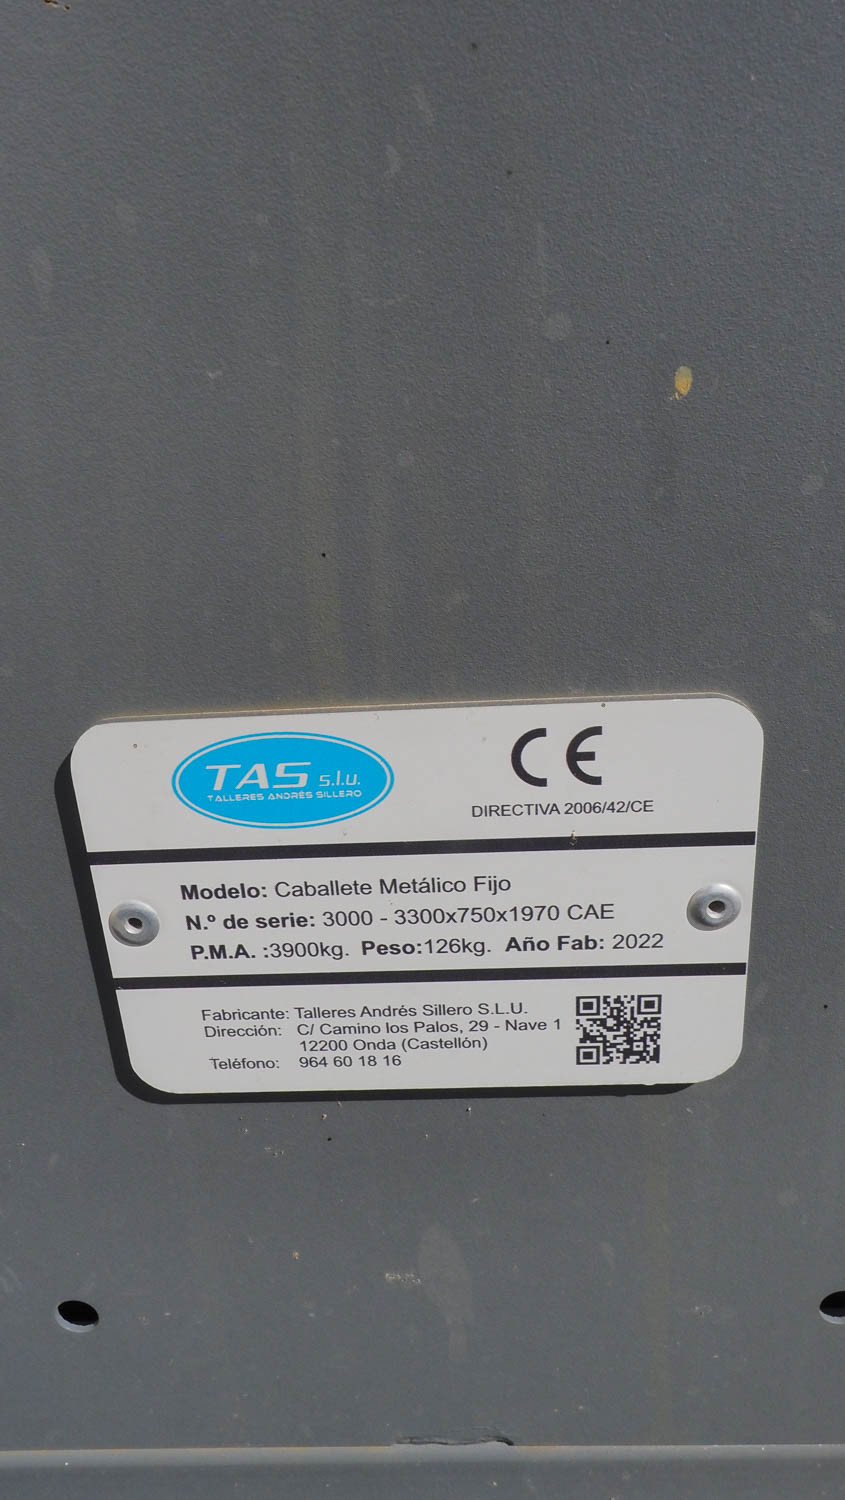 TAS s.l.u.
TALLERES ANDRÉS SILLERO
CE
DIRECTIVA 2006/42/CE
Modelo: Caballete Metálico Fijo
N.º de serie: 3000 - 3300x750x1970 CAE
P.M.A. :3900kg. Peso:126kg. Año Fab: 2022
Fabricante: Talleres Andrés Sillero S.L.U.
Dirección: C/ Camino los Palos, 29 - Nave 1
12200 Onda (Castellón)
Teléfono: 964 60 18 16